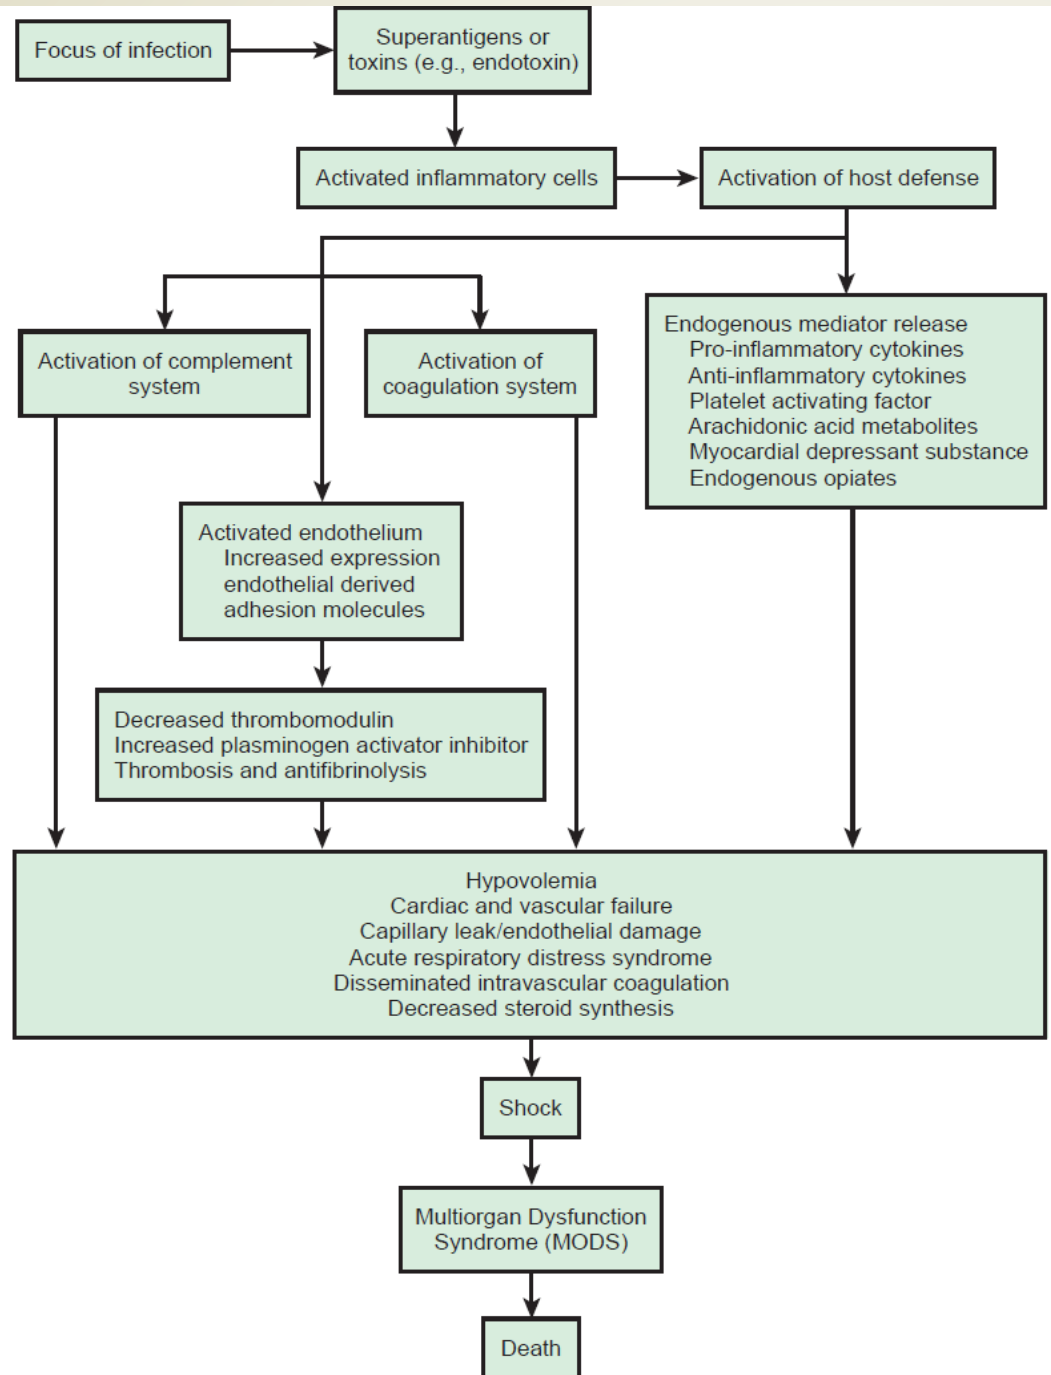 Focus of infection
Superantigens or
toxins (e.g., endotoxin)
Activated inflammatory cells
Activation of host defense
Activation of complement
system
Activation of
coagulation system
Endogenous mediator release
Pro-inflammatory cytokines
Anti-inflammatory cytokines
Platelet activating factor
Arachidonic acid metabolites
Myocardial depressant substance
Endogenous opiates
Activated endothelium
Increased expression
endothelial derived
adhesion molecules
Decreased thrombomodulin
Increased plasminogen activator inhibitor
Thrombosis and antifibrinolysis
Hypovolemia
Cardiac and vascular failure
Capillary leak/endothelial damage
Acute respiratory distress syndrome
Disseminated intravascular coagulation
Decreased steroid synthesis
Shock
Multiorgan Dysfunction
Syndrome (MODS)
Death